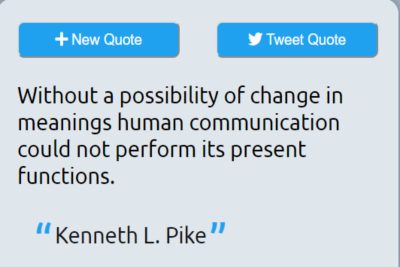 New Quote Tweet Quote
Without a possibility of change in
meanings human communication
could not perform its present
functions.
“ Kenneth L. Pike ”